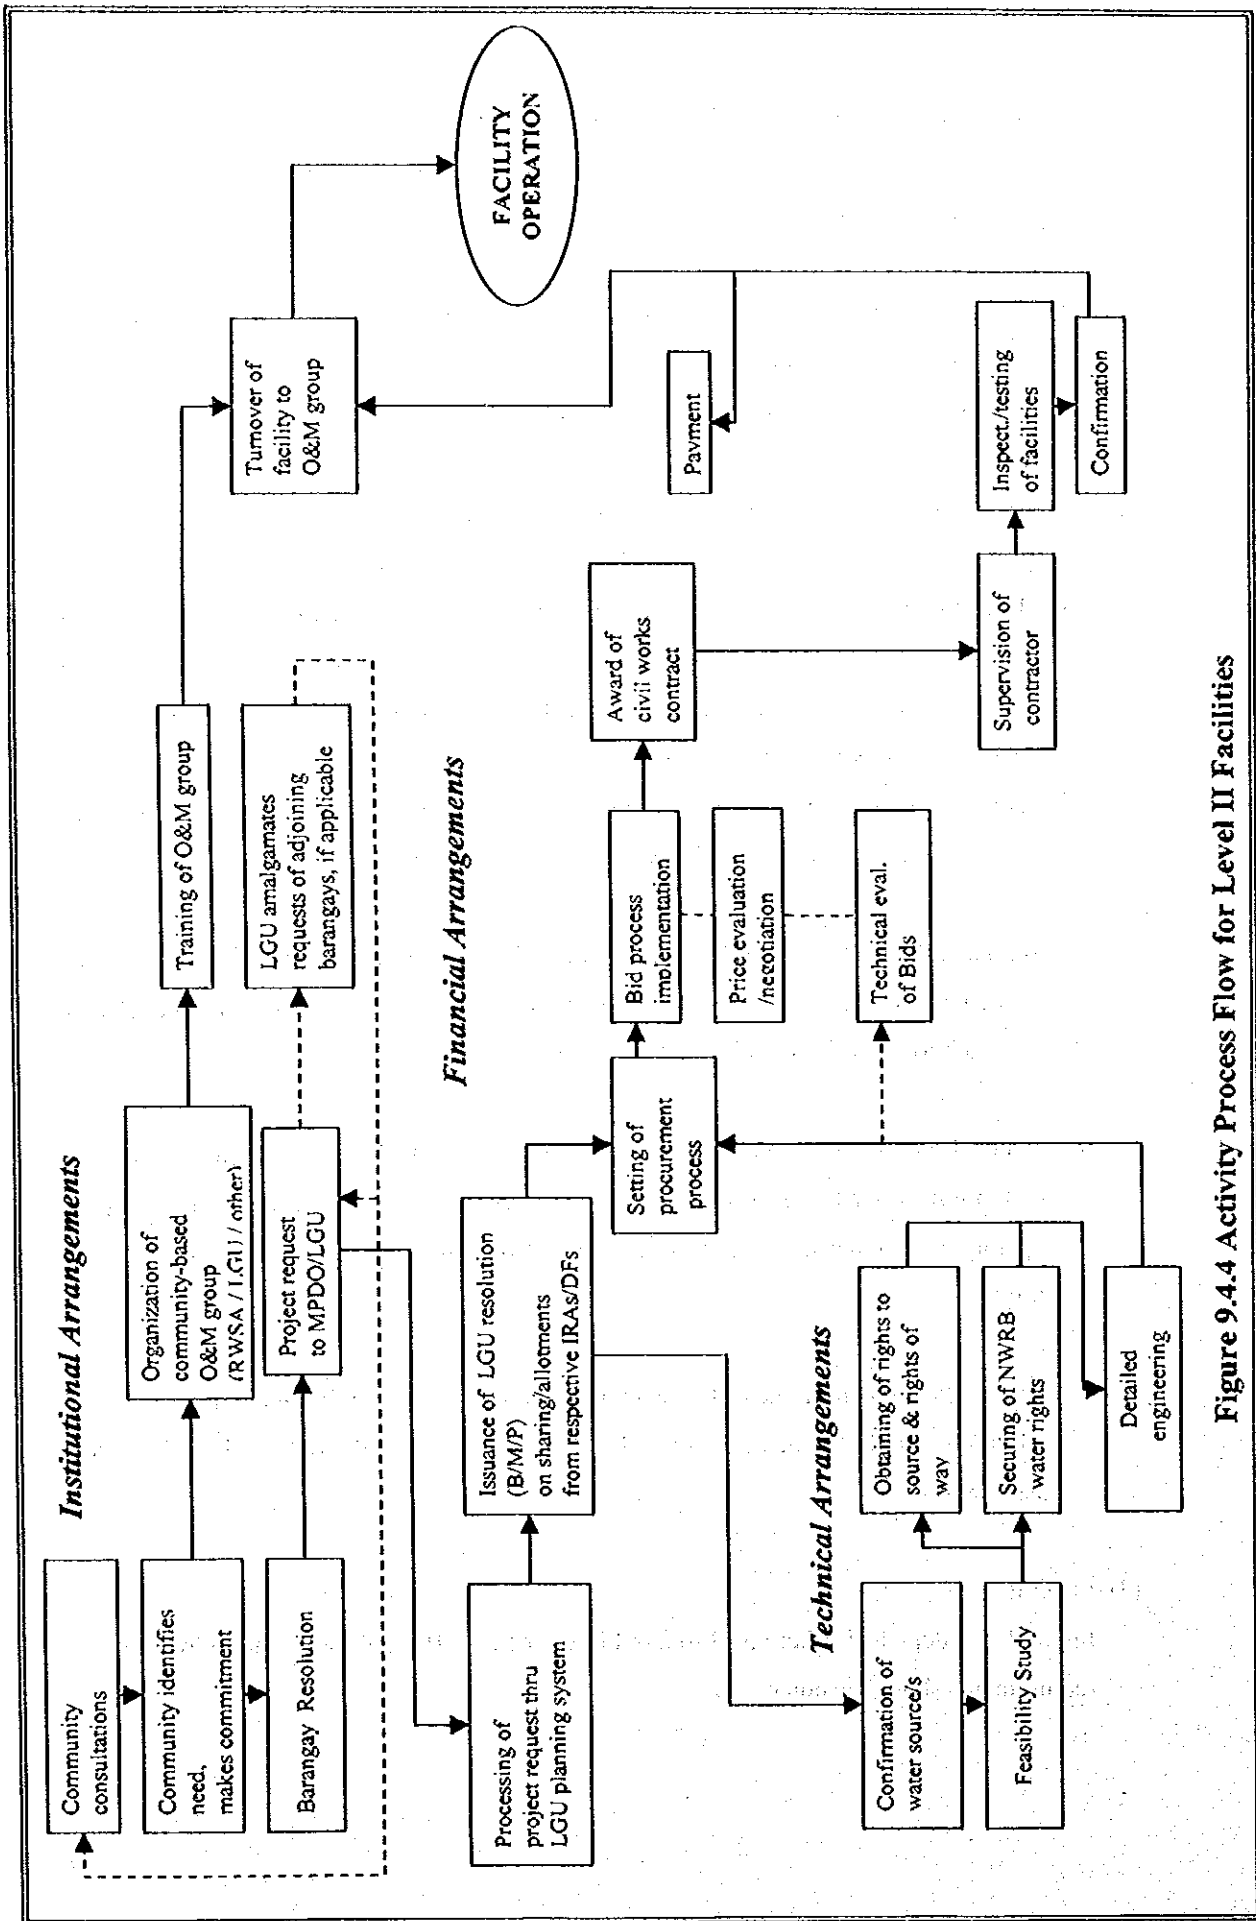 Institutional Arrangements
Community
consultations
Community identifies
need,
makes commitment
Barangay Resolution
Organization of
community-based
O&M group
(RWSA / LGU / other)
Project request
to MPDO/LGU
Training of O&M group
LGU amalgamates
requests of adjoining
barangays, if applicable
Turnover of
facility to
O&M group
FACILITY
OPERATION
Financial Arrangements
Processing of
project request thru
LGU planning system
Issuance of LGU resolution
(B/M/P)
on sharing/allotments
from respective IRAs/DFs
Setting of
procurement
process
Bid process
implementation
Price evaluation
/negotiation
Technical eval.
of Bids
Award of
civil works
contract
Payment
Technical Arrangements
Confirmation of
water source/s
Feasibility Study
Obtaining of rights to
source & rights of
way
Securing of NWRB
water rights
Detailed
engineering
Supervision of
contractor
Inspect./testing
of facilities
Confirmation
Figure 9.4.4 Activity Process Flow for Level II Facilities